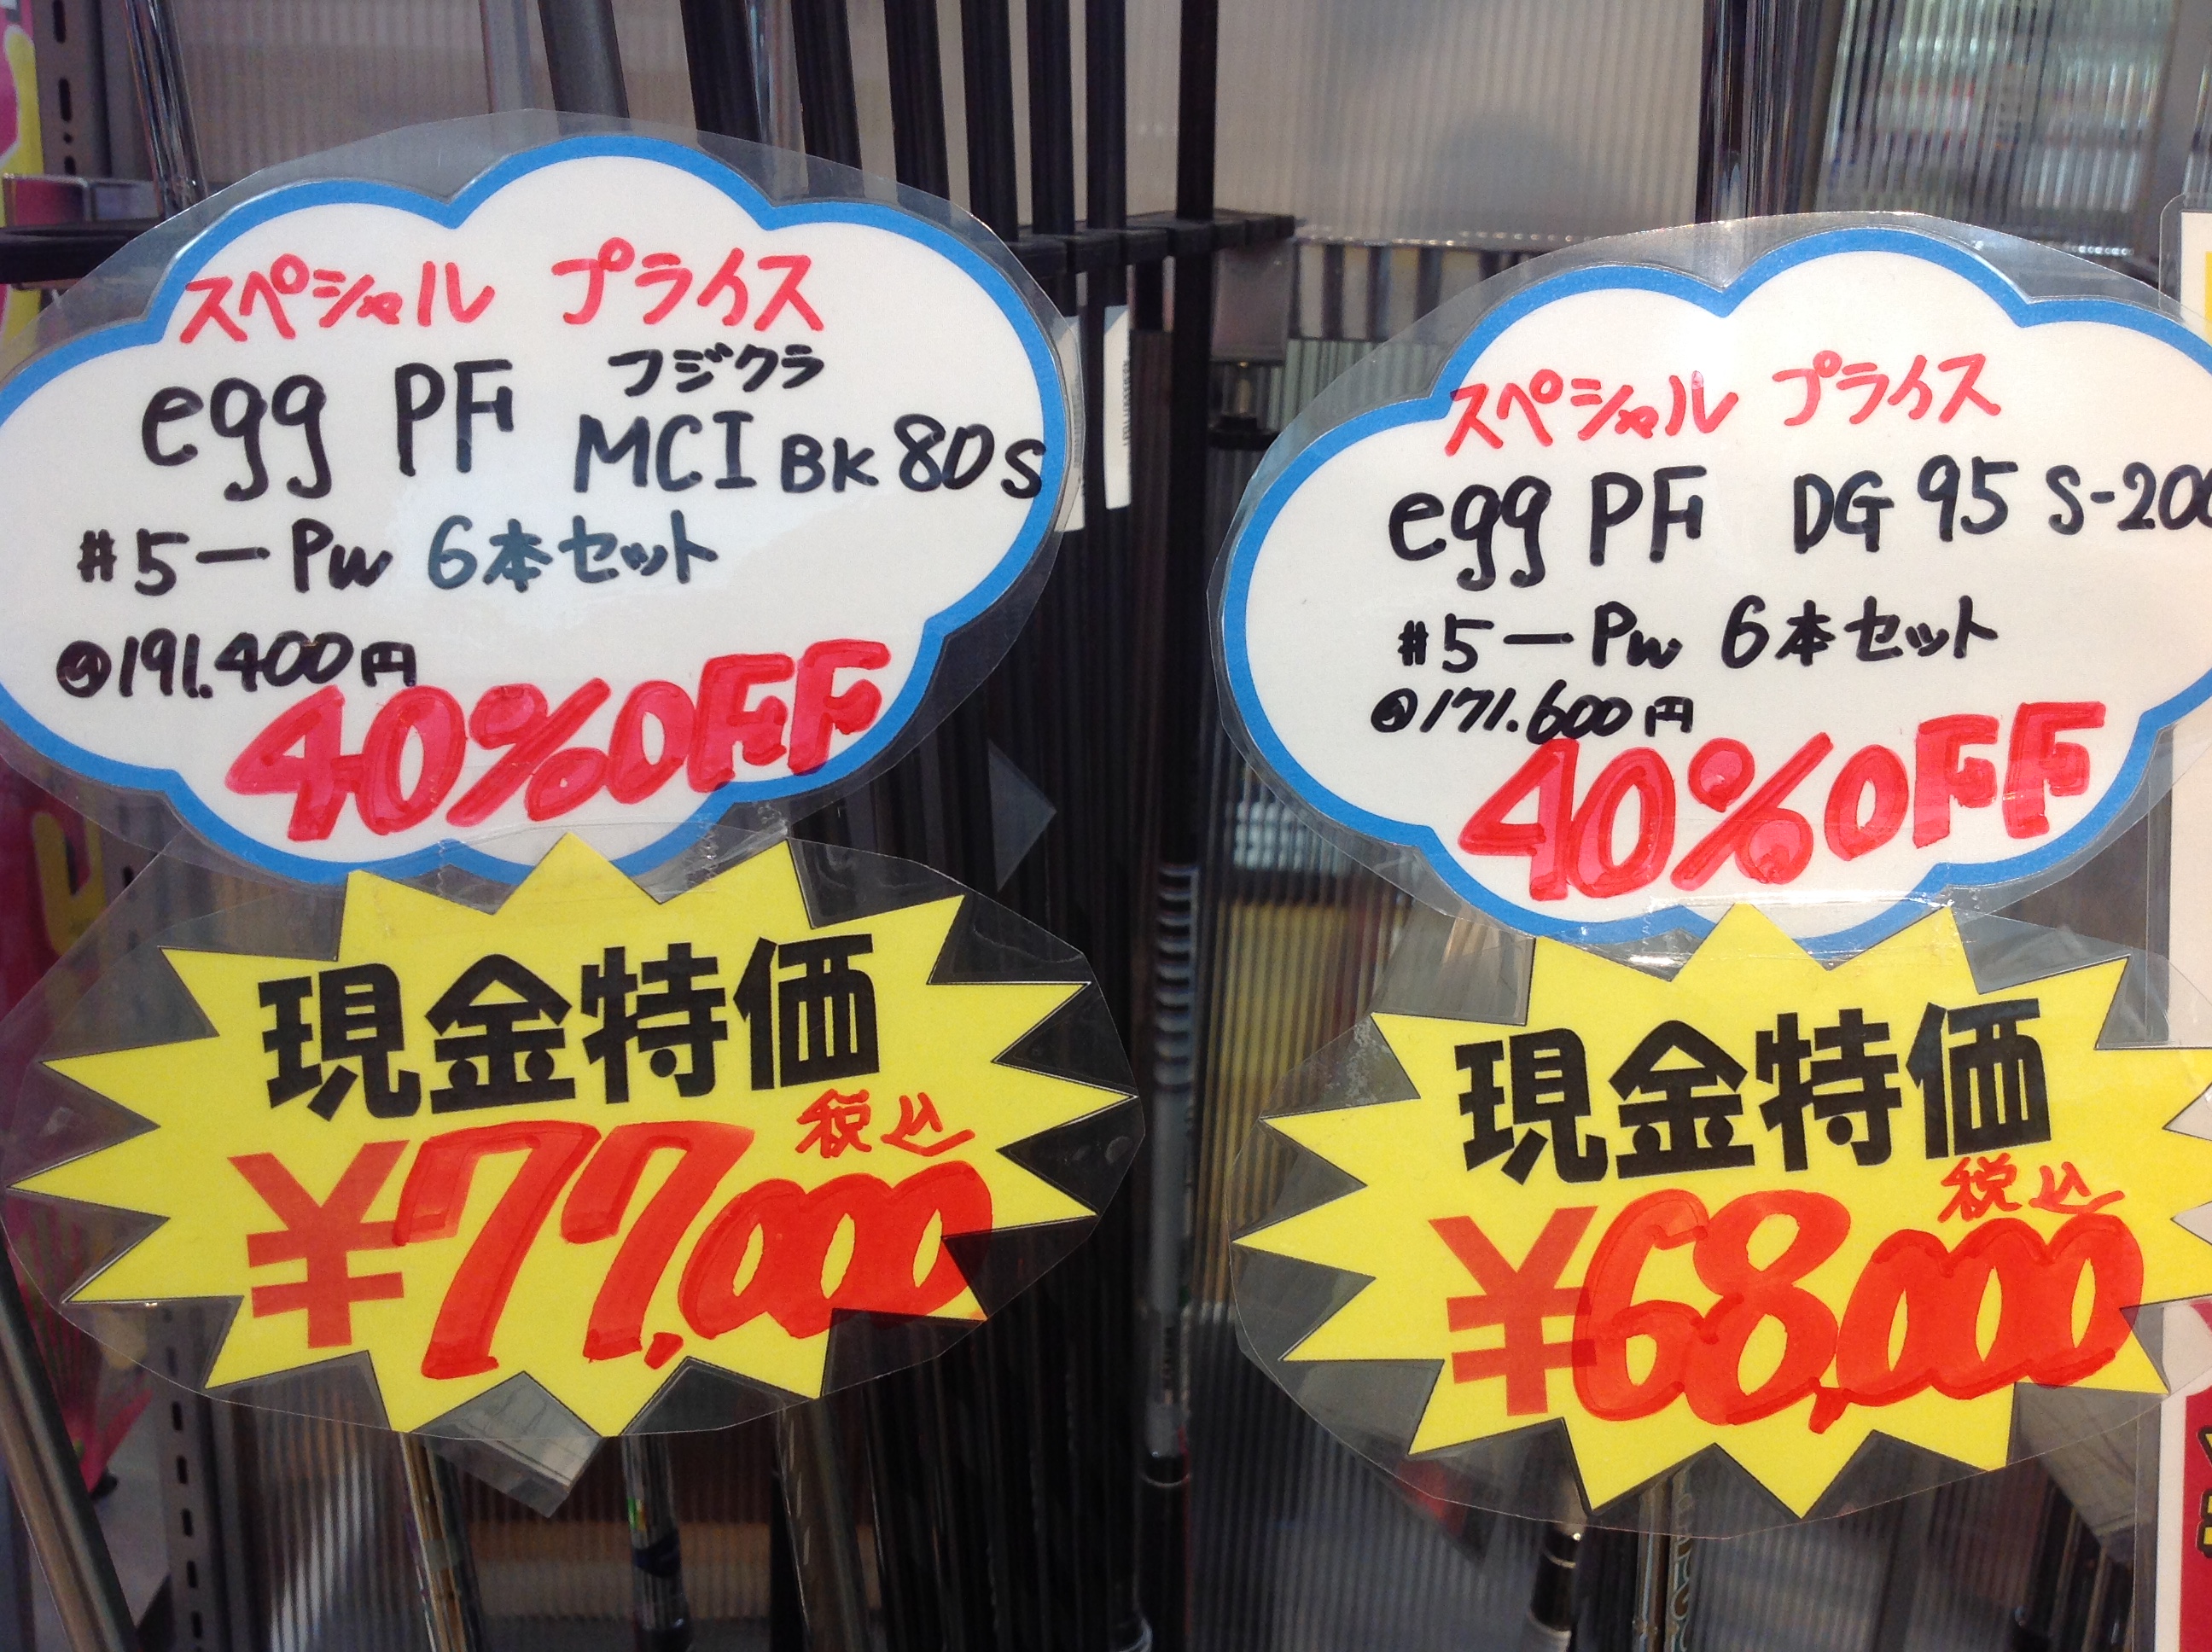 スペシャル プライス
egg PF フジクラ
MCI BK 80 S
#5－Pw 6本セット
191.400円
40%OFF
現金特価
税込
¥77,000
スペシャル プライス
egg PF DG 95 S-200
#5－Pw 6本セット
171.600円
40%OFF
現金特価
税込
¥68,000